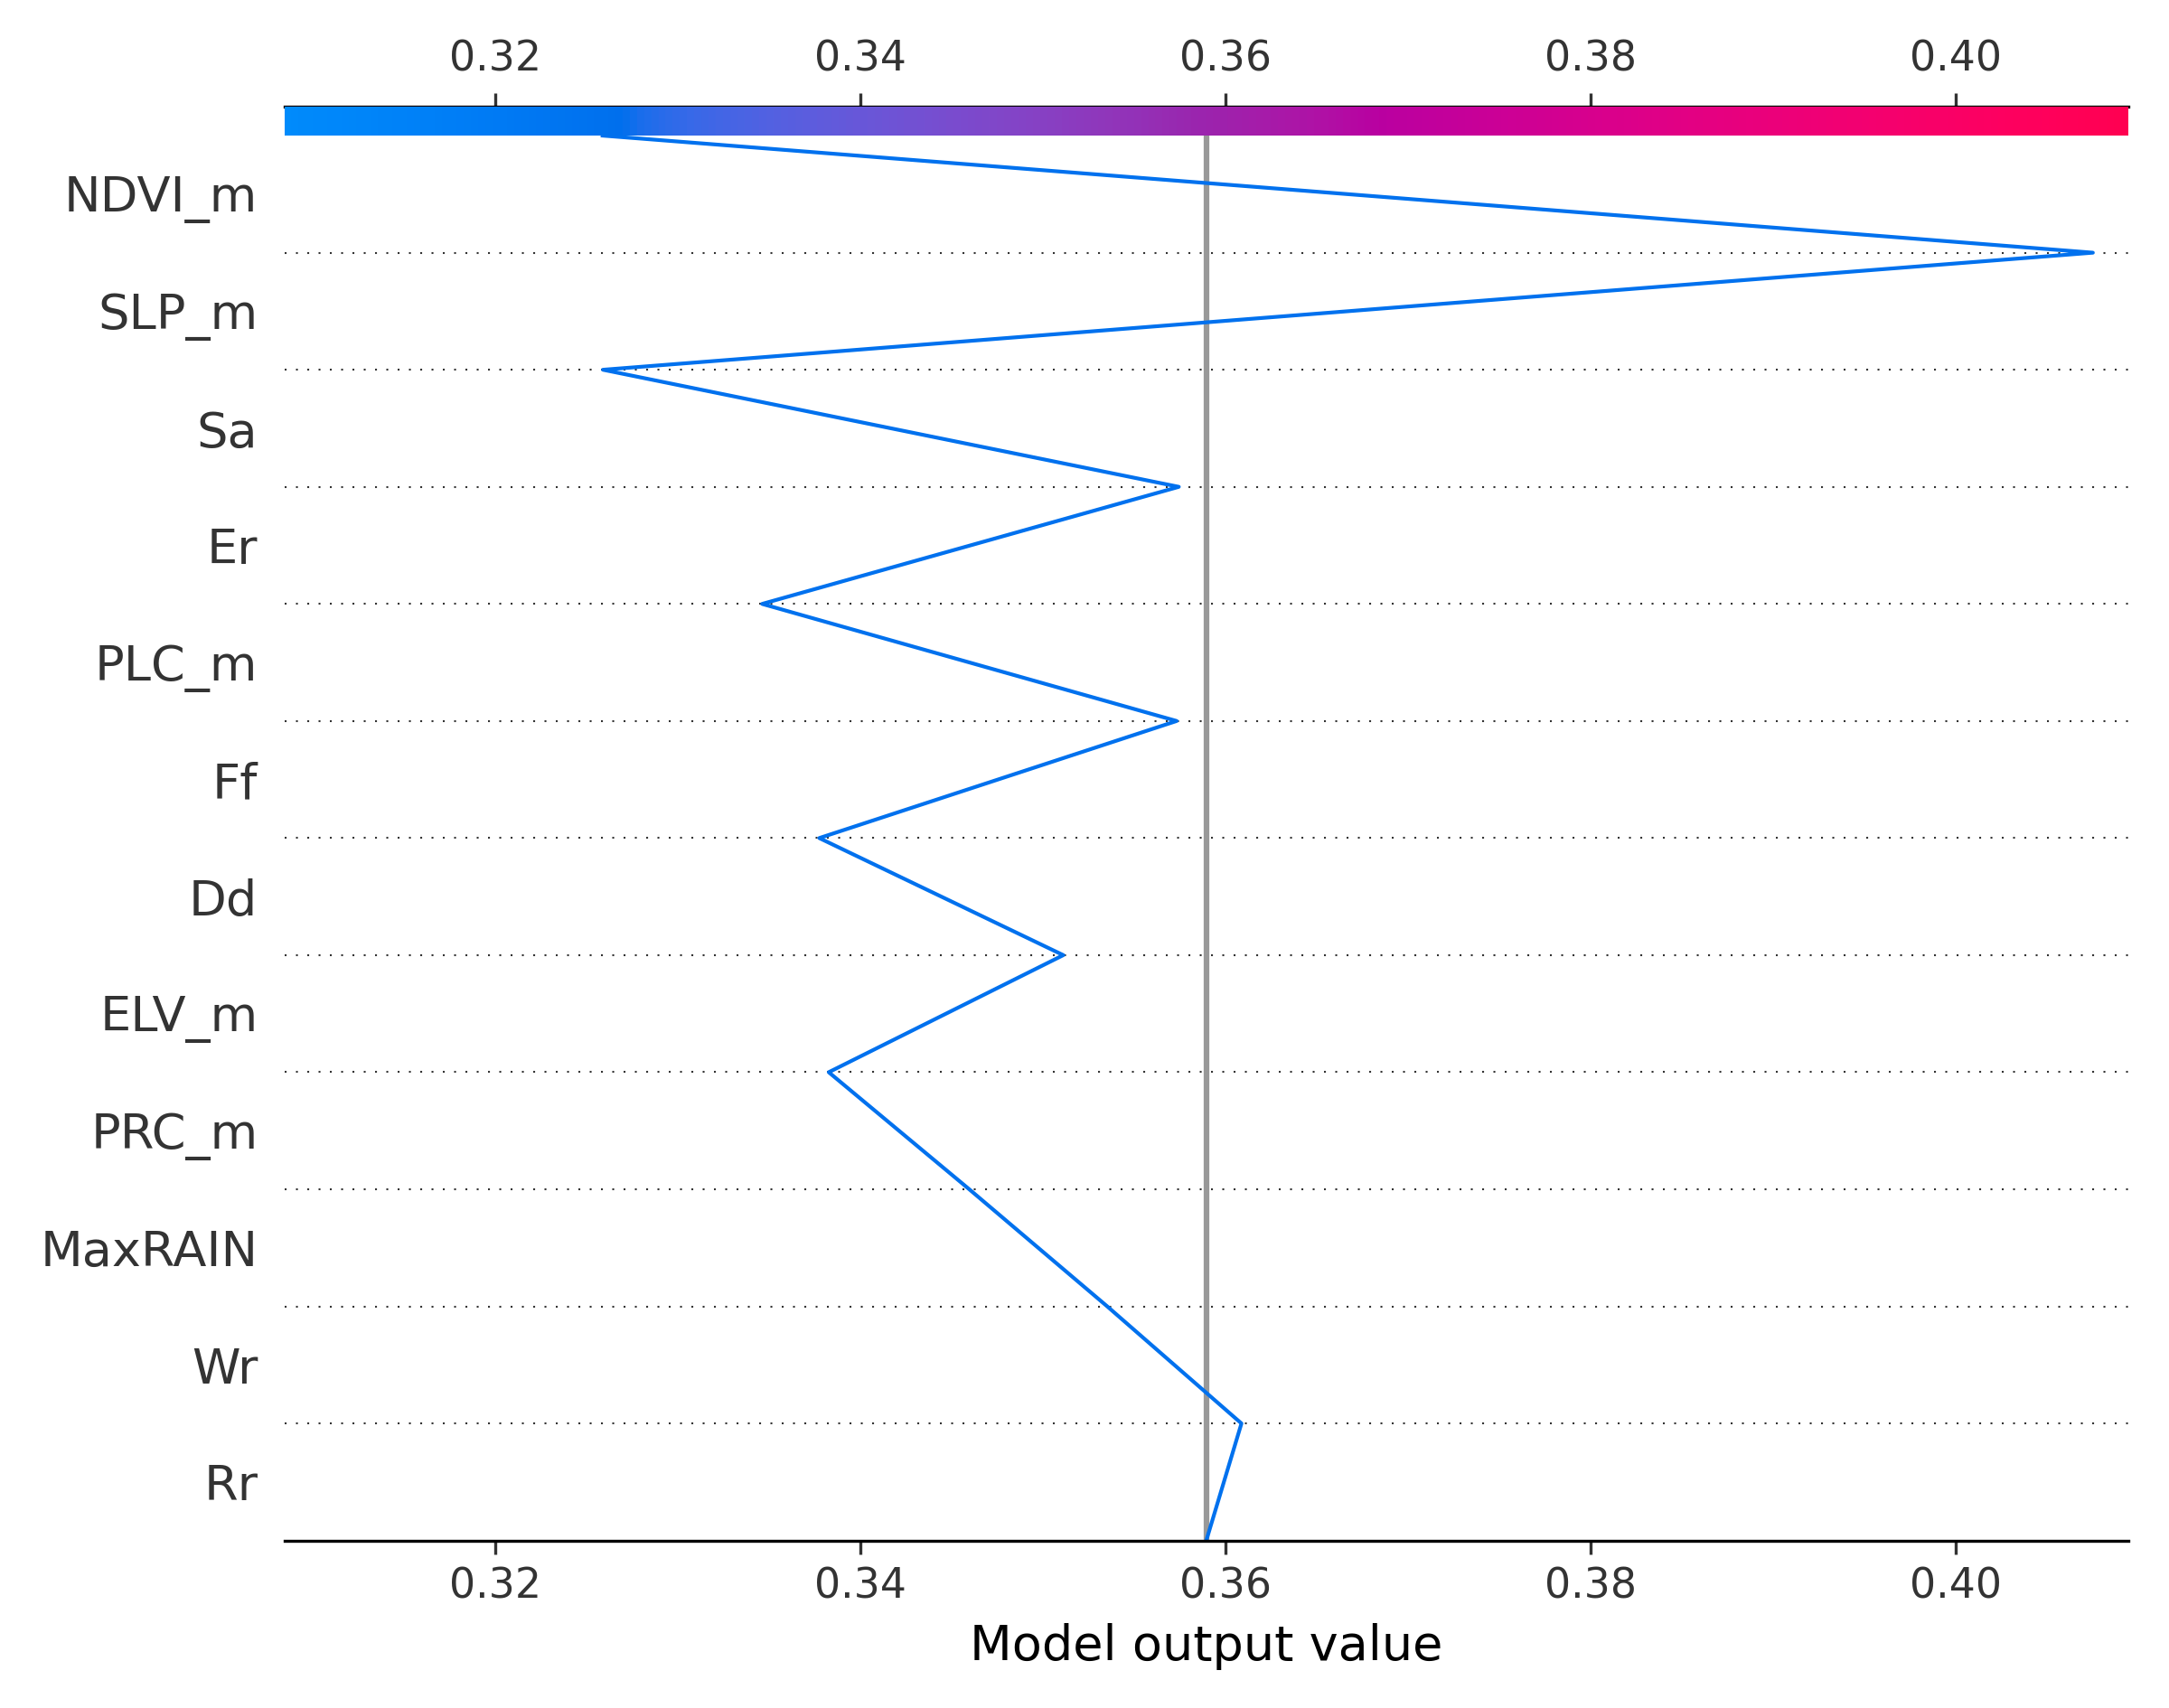 0.32 0.34 0.36 0.38 0.40
NDVI_m
SLP_m
Sa
Er
PLC_m
Ff
Dd
ELV_m
PRC_m
MaxRAIN
Wr
Rr
0.32 0.34 0.36 0.38 0.40
Model output value